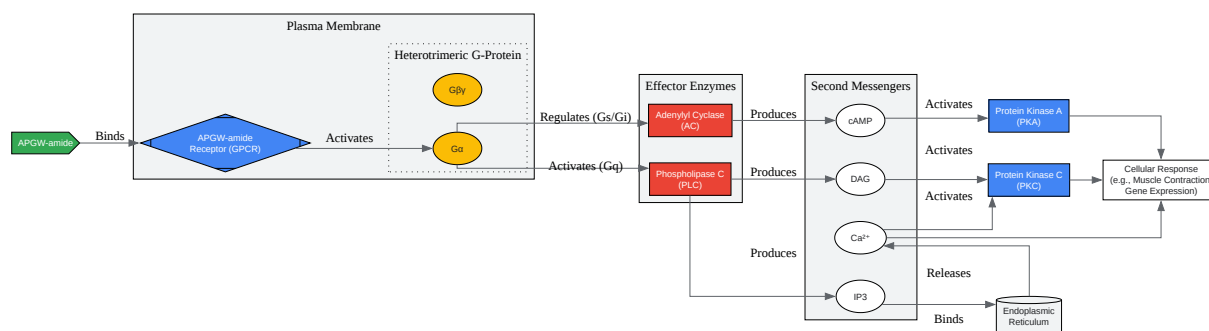 Plasma Membrane
Heterotrimeric G-Protein
Gβγ
Effector Enzymes
Second Messengers
APGW-amide
Binds
APGW-amide
Receptor (GPCR)
Activates
Gα
Regulates (Gs/Gi)
Activates (Gq)
Adenylyl Cyclase
(AC)
Phospholipase C
(PLC)
Produces
Produces
Produces
cAMP
DAG
Ca²⁺
IP3
Activates
Activates
Activates
Releases
Binds
Protein Kinase A
(PKA)
Protein Kinase C
(PKC)
Endoplasmic
Reticulum
Cellular Response
(e.g., Muscle Contraction
Gene Expression)